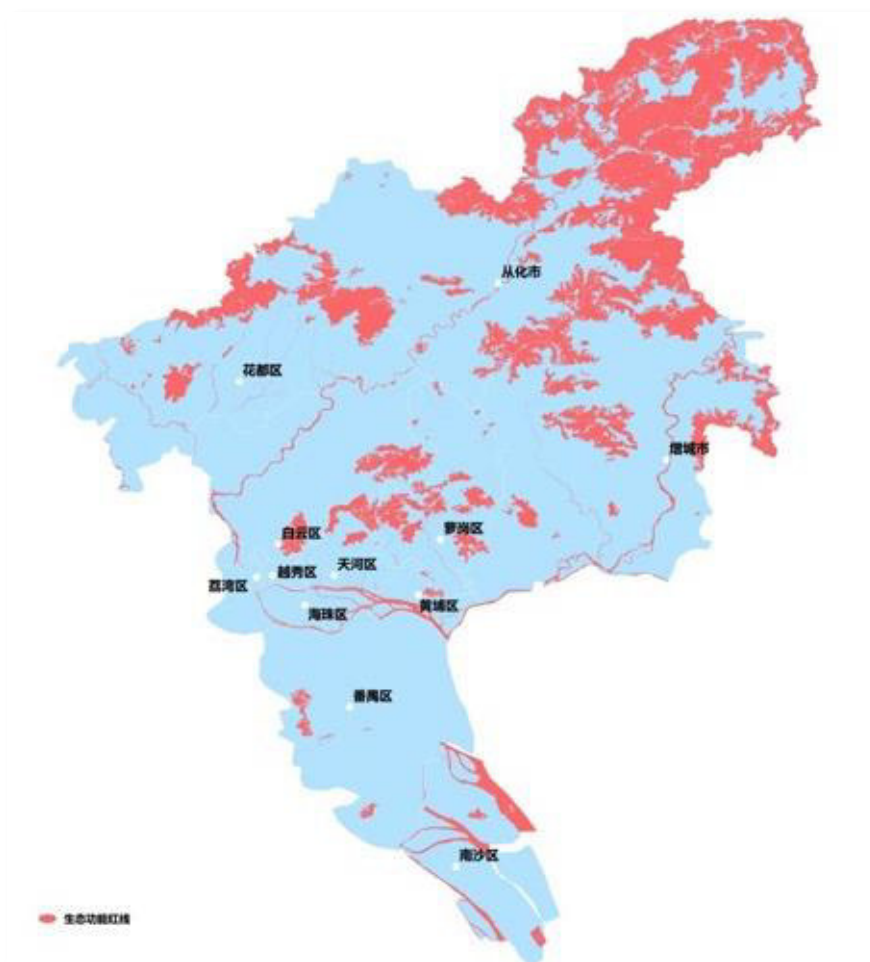 从化市
花都区
增城市
白云区
萝岗区
天河区
越秀区
荔湾区
黄埔区
海珠区
番禺区
南沙区
生态功能红线